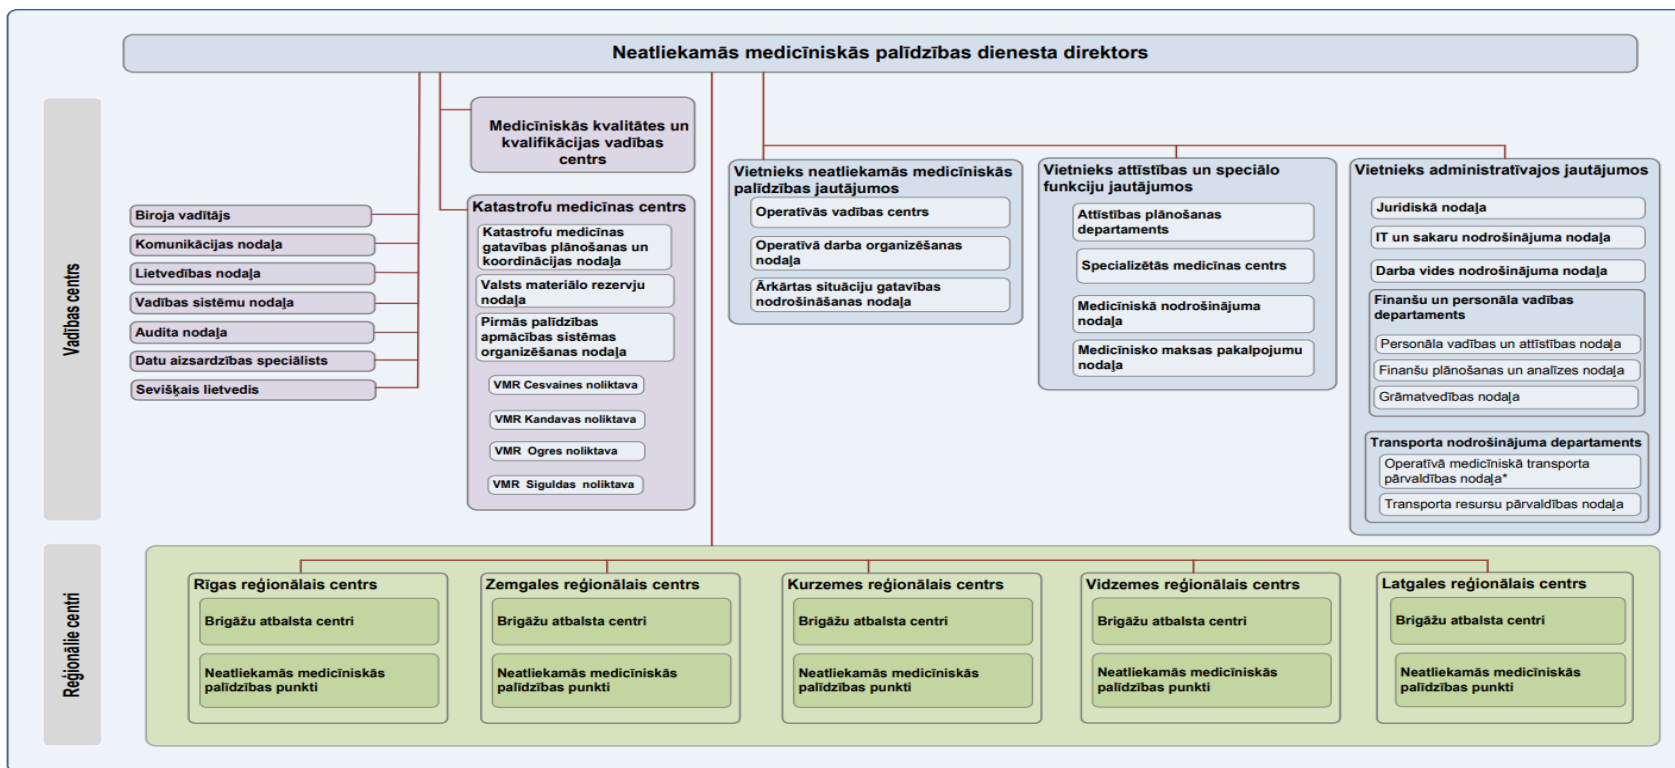 Neatliekamās medicīniskās palīdzības dienesta direktors
Vadības centrs
Biroja vadītājs
Komunikācijas nodaļa
Lietvedības nodaļa
Vadības sistēmu nodaļa
Audita nodaļa
Datu aizsardzības speciālists
Sevišķais lietvedis
Medicīniskās kvalitātes un
kvalifikācijas vadības
centrs
Katastrofu medicīnas centrs
Katastrofu medicīnas
gatavības plānošanas un
koordinācijas nodaļa
Valsts materiālo rezervju
nodaļa
Pirmās palīdzības
apmācības sistēmas
organizēšanas nodaļa
VMR Cesvaines noliktava
VMR Kandavas noliktava
VMR Ogres noliktava
VMR Siguldas noliktava
Vietnieks neatliekamās medicīniskās
palīdzības jautājumos
Operatīvās vadības centrs
Operatīvā darba organizēšanas
nodaļa
Ārkārtas situāciju gatavības
nodrošināšanas nodaļa
Vietnieks attīstības un speciālo
funkciju jautājumos
Attīstības plānošanas
departaments
Specializētās medicīnas centrs
Medicīniskā nodrošinājuma
nodaļa
Medicīnisko maksas pakalpojumu
nodaļa
Vietnieks administratīvajos jautājumos
Juridiskā nodaļa
IT un sakaru nodrošinājuma nodaļa
Darba vides nodrošinājuma nodaļa
Finanšu un personāla vadības
departaments
Personāla vadības un attīstības nodaļa
Finanšu plānošanas un analīzes nodaļa
Grāmatvedības nodaļa
Transporta nodrošinājuma departaments
Operatīvā medicīniskā transporta
pārvaldības nodaļa*
Transporta resursu pārvaldības nodaļa
Reģionālie centri
Rīgas reģionālais centrs
Brigāžu atbalsta centri
Neatliekamās medicīniskās
palīdzības punkti
Zemgales reģionālais centrs
Brigāžu atbalsta centri
Neatliekamās medicīniskās
palīdzības punkti
Kurzemes reģionālais centrs
Brigāžu atbalsta centri
Neatliekamās medicīniskās
palīdzības punkti
Vidzemes reģionālais centrs
Brigāžu atbalsta centri
Neatliekamās medicīniskās
palīdzības punkti
Latgales reģionālais centrs
Brigāžu atbalsta centri
Neatliekamās medicīniskās
palīdzības punkti